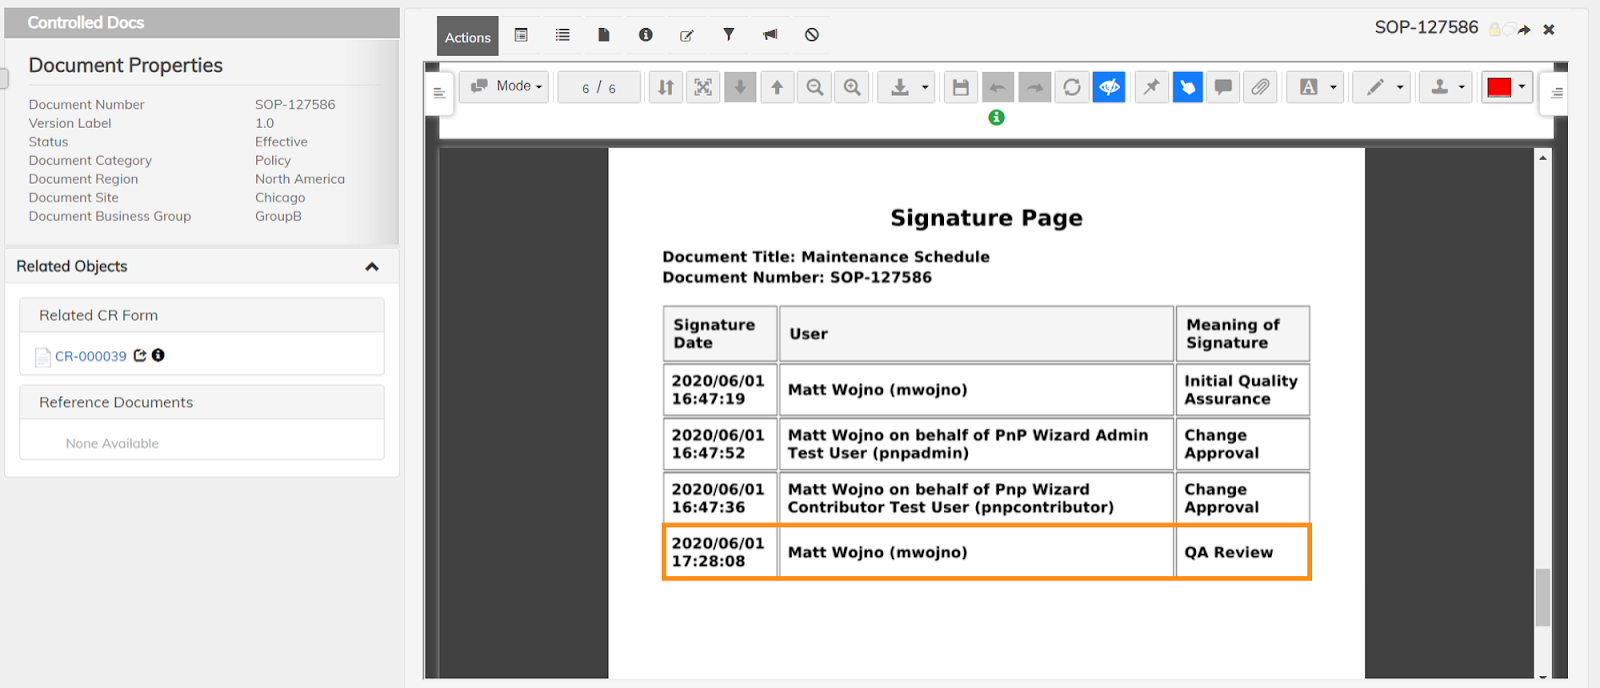 Controlled Docs
Document Properties
Document Number SOP-127586
Version Label 1.0
Status Effective
Document Category Policy
Document Region North America
Document Site Chicago
Document Business Group GroupB
Related Objects
Related CR Form
CR-000039
Reference Documents
None Available
Actions
SOP-127586
Mode
6 / 6
A
Signature Page
Document Title: Maintenance Schedule
Document Number: SOP-127586
Signature
Date
User
Meaning of
Signature
2020/06/01
16:47:19
Matt Wojno (mwojno)
Initial Quality
Assurance
2020/06/01
16:47:52
Matt Wojno on behalf of PnP Wizard Admin
Test User (pnpadmin)
Change
Approval
2020/06/01
16:47:36
Matt Wojno on behalf of Pnp Wizard
Contributor Test User (pnpcontributor)
Change
Approval
2020/06/01
17:28:08
Matt Wojno (mwojno)
QA Review